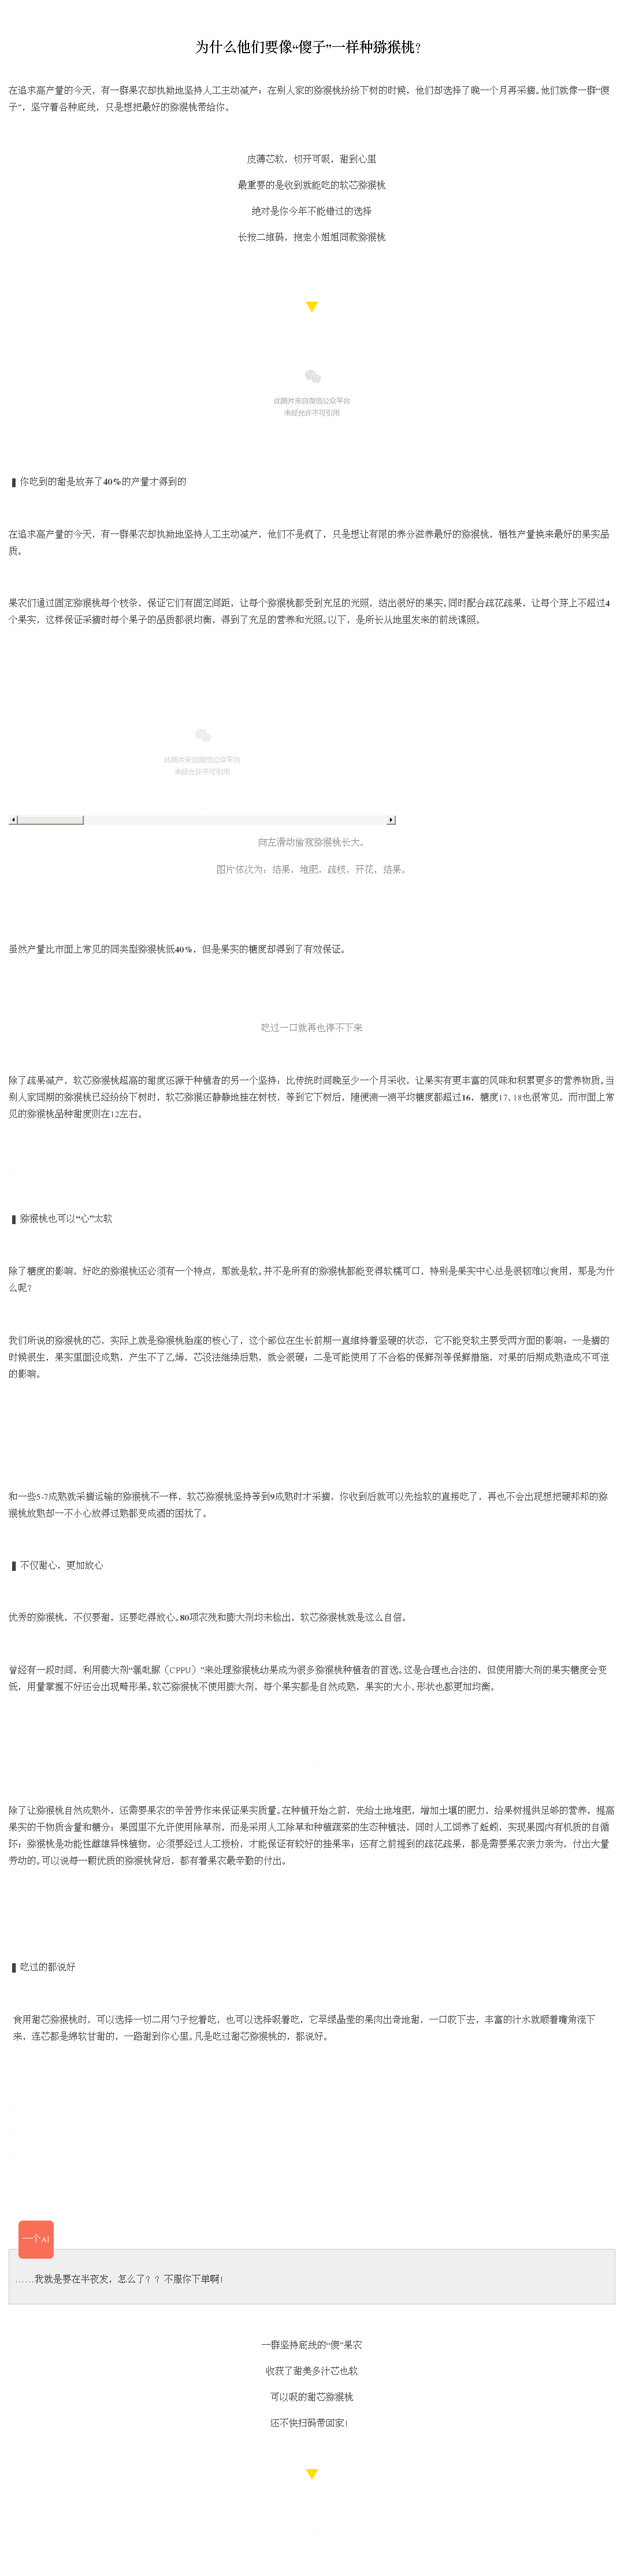 为什么他们要像“傻子”一样种猕猴桃?
在追求高产量的今天，有一群果农却执拗地坚持人工主动减产；在别人家的猕猴桃纷纷下树的时候，他们却选择了晚一个月再采摘。他们就像一群“傻
子”，坚守着各种底线，只是想把最好的猕猴桃带给你。
皮薄芯软，切开可吸，甜到心里
最重要的是收到就能吃的软芯猕猴桃
绝对是你今年不能错过的选择
长按二维码，抱走小姐姐同款猕猴桃
此图片来自微信公众平台
未经允许不可引用
你吃到的甜是放弃了40%的产量才得到的
在追求高产量的今天，有一群果农却执拗地坚持人工主动减产，他们不是疯了，只是想让有限的养分滋养最好的猕猴桃，牺牲产量换来最好的果实品
质。
果农们通过固定猕猴桃每个枝条，保证它们有固定间距，让每个猕猴桃都受到充足的光照，结出很好的果实。同时配合疏花疏果，让每个芽上不超过4
个果实，这样保证采摘时每个果子的品质都很均衡，得到了充足的营养和光照。以下，是所长从地里发来的前线谍照。
此图片来自微信公众平台
未经允许不可引用
向左滑动偷窥猕猴桃长大。
图片依次为：结果，堆肥，疏枝，开花，结果。
虽然产量比市面上常见的同类型猕猴桃低40%，但是果实的糖度却得到了有效保证。
吃过一口就再也停不下来
除了疏果减产，软芯猕猴桃超高的甜度还源于种植者的另一个坚持，比传统时间晚至少一个月采收，让果实有更丰富的风味和积累更多的营养物质。当
别人家同期的猕猴桃已经纷纷下树时，软芯猕猴还静静地挂在树枝，等到它下树后，随便测一测平均糖度都超过16，糖度17、18也很常见，而市面上常
见的猕猴桃品种甜度则在12左右。
猕猴桃也可以“心”太软
除了糖度的影响，好吃的猕猴桃还必须有一个特点，那就是软。并不是所有的猕猴桃都能变得软糯可口，特别是果实中心总是很韧难以食用，那是为什
么呢?
我们所说的猕猴桃的芯，实际上就是猕猴桃胎座的核心了，这个部位在生长前期一直维持着坚硬的状态，它不能变软主要受两方面的影响：一是摘的
时候很生，果实里面没成熟，产生不了乙烯，芯没法继续后熟，就会很硬；二是可能使用了不合格的保鲜剂等保鲜措施，对果的后期成熟造成不可逆
的影响。
和一些5-7成熟就采摘运输的猕猴桃不一样，软芯猕猴桃坚持等到9成熟时才采摘，你收到后就可以先捡软的直接吃了，再也不会出现想把硬邦邦的猕
猴桃放熟却一不小心放得过熟都变成酒的困扰了。
不仅甜心，更加放心
优秀的猕猴桃，不仅要甜，还要吃得放心。80项农残和膨大剂均未检出，软芯猕猴桃就是这么自信。
曾经有一段时间，利用膨大剂“氯吡脲（CPPU）”来处理猕猴桃幼果成为很多猕猴桃种植者的首选。这是合理也合法的，但使用膨大剂的果实糖度会变
低，用量掌握不好还会出现畸形果。软芯猕猴桃不使用膨大剂，每个果实都是自然成熟，果实的大小、形状也都更加均衡。
除了让猕猴桃自然成熟外，还需要果农的辛苦劳作来保证果实质量。在种植开始之前，先给土地堆肥，增加土壤的肥力，给果树提供足够的营养，提高
果实的干物质含量和糖分；果园里不允许使用除草剂，而是采用人工除草和种植蔬菜的生态种植法，同时人工饲养了蚯蚓，实现果园内有机质的自循
环；猕猴桃是功能性雌雄异株植物，必须要经过人工授粉，才能保证有较好的挂果率；还有之前提到的疏花疏果，都是需要果农亲力亲为，付出大量
劳动的。可以说每一颗优质的猕猴桃背后，都有着果农最辛勤的付出。
吃过的都说好
食用甜芯猕猴桃时，可以选择一切二用勺子挖着吃，也可以选择吸着吃，它翠绿晶莹的果肉出奇地甜，一口咬下去，丰富的汁水就顺着嘴角流下
来，连芯都是绵软甘甜的，一路甜到你心里。凡是吃过甜芯猕猴桃的，都说好。
一个AI
……我就是要在半夜发，怎么了？？不服你下单啊!
一群坚持底线的“傻”果农
收获了甜美多汁芯也软
可以吸的甜芯猕猴桃
还不快扫码带回家!